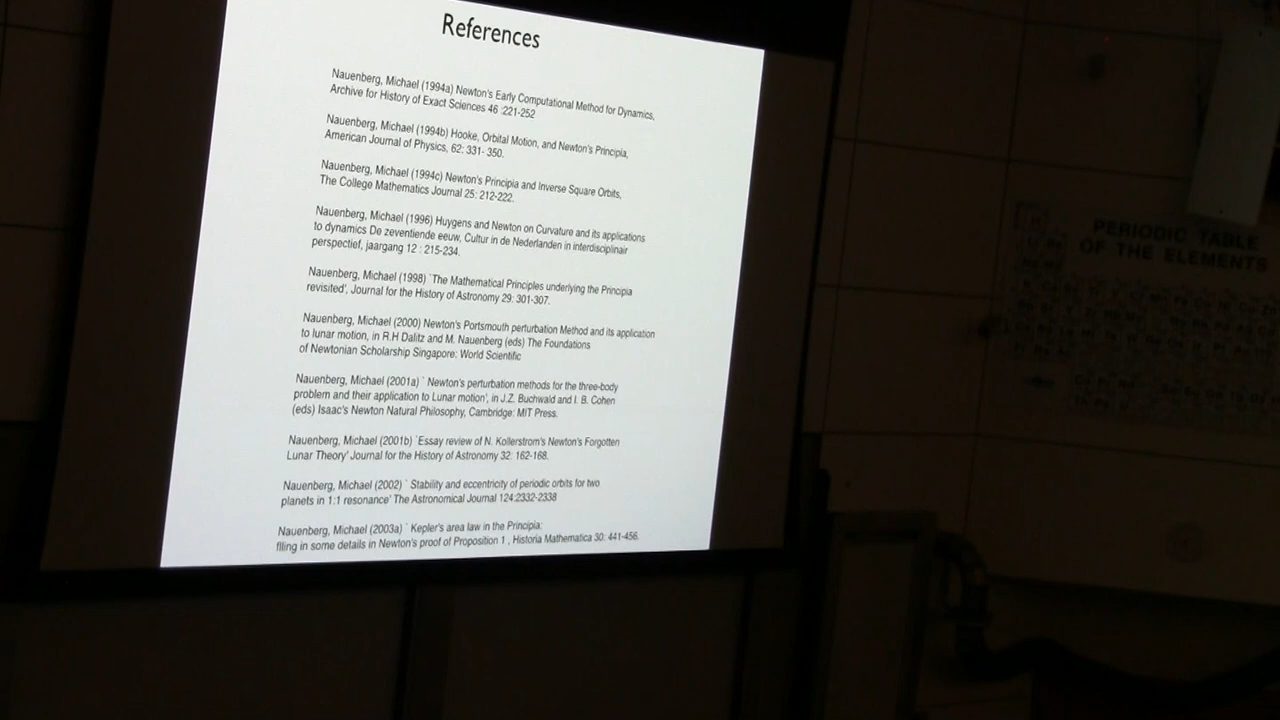 References
Nauenberg, Michael (1994a) Newton's Early Computational Method for Dynamics,
Archive for History of Exact Sciences 46 :221-252
Nauenberg, Michael (1994b) Hooke, Orbital Motion, and Newton's Principia,
American Journal of Physics, 62; 331- 350.
Nauenberg, Michael (1994c) Newton's Principia and Inverse Square Orbits,
The College Mathematics Journal 25: 212-222.
Nauenberg, Michael (1996) Huygens and Newton on Curvature and its applications
to dynamics De zeventiende eeuw, Cultur in de Nederlanden in interdisciplinair
perspectief, jaargang 12 : 215-234.
Nauenberg, Michael (1998) `The Mathematical Principles underlying the Principia
revisited', Journal for the History of Astronomy 29: 301-307.
Nauenberg, Michael (2000) Newton's Portsmouth perturbation Method and its application
to lunar motion, in R.H Dalitz and M. Nauenberg (eds) The Foundations
of Newtonian Scholarship Singapore: World Scientific
Nauenberg, Michael (2001a) ` Newton's perturbation methods for the three-body
problem and their application to Lunar motion', in J.Z. Buchwald and I. B. Cohen
(eds) Isaac's Newton Natural Philosophy, Cambridge: MIT Press.
Nauenberg, Michael (2001b) `Essay review of N. Kollerstrom's Newton's Forgotten
Lunar Theory' Journal for the History of Astronomy 32: 162-168.
Nauenberg, Michael (2002) ` Stability and eccentricity of periodic orbits for two
planets in 1:1 resonance' The Astronomical Journal 124:2332-2338
Nauenberg, Michael (2003a) ` Kepler's area law in the Principia:
flling in some details in Newton's proof of Proposition 1 , Historia Mathematica 30: 441-456.
PERIODIC TABLE
OF THE ELEMENTS